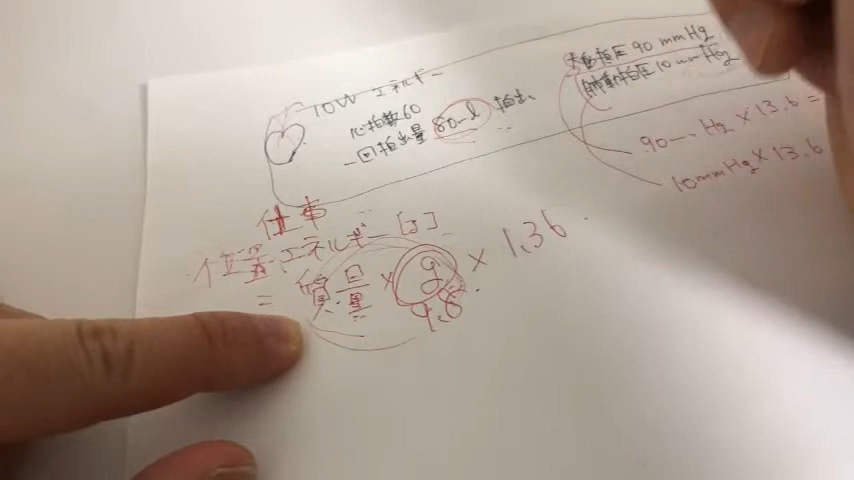 10W エネルギー
心拍数60
一回拍出量 80ml 拍出
大動脈圧 90 mmHg
肺動脈圧 10 mmHg
90mmHg × 13.6 =
10mmHg × 13.6
仕事
位置エネルギー [J]
= 質量 × g × 1.36
9.8